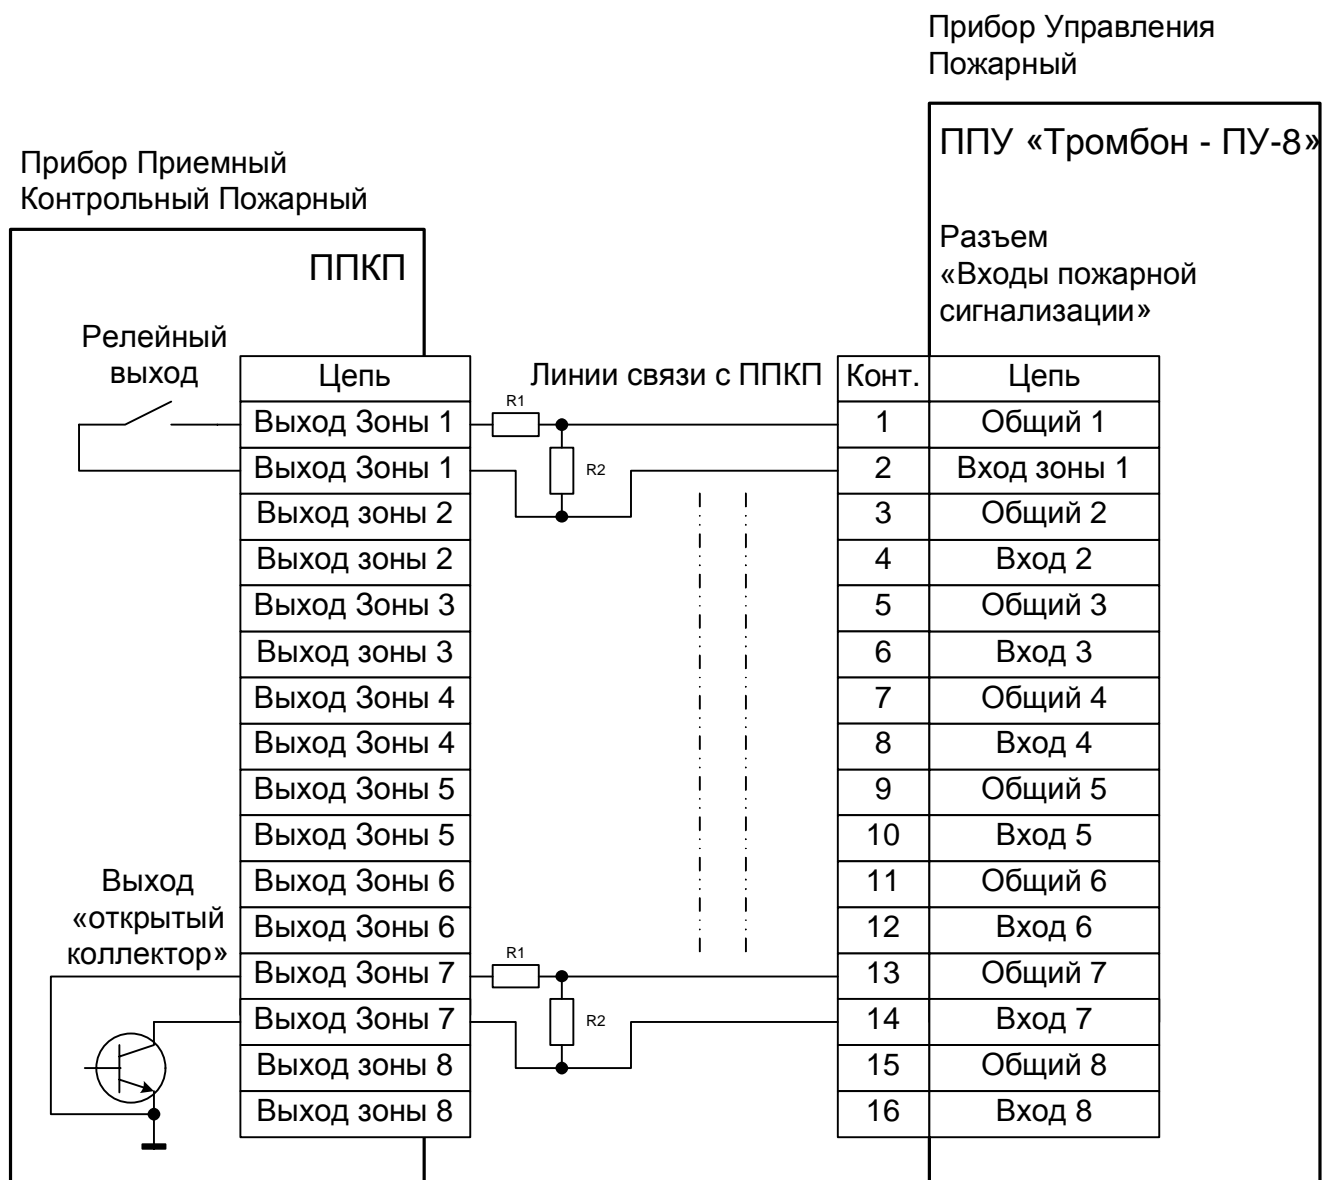 Прибор Управления
Пожарный
ППУ «Тромбон - ПУ-8»
Прибор Приемный
Контрольный Пожарный
ППКП
Разъем
«Входы пожарной
сигнализации»
Релейный
выход
Линии связи с ППКП
Цепь
Выход Зоны 1
Выход Зоны 1
Выход зоны 2
Выход зоны 2
Выход Зоны 3
Выход зоны 3
Выход Зоны 4
Выход Зоны 4
Выход Зоны 5
Выход Зоны 5
Выход Зоны 6
Выход Зоны 6
Выход Зоны 7
Выход Зоны 7
Выход зоны 8
Выход зоны 8
R1
R2
R1
R2
Выход
«открытый
коллектор»
Конт. Цепь
1 Общий 1
2 Вход зоны 1
3 Общий 2
4 Вход 2
5 Общий 3
6 Вход 3
7 Общий 4
8 Вход 4
9 Общий 5
10 Вход 5
11 Общий 6
12 Вход 6
13 Общий 7
14 Вход 7
15 Общий 8
16 Вход 8